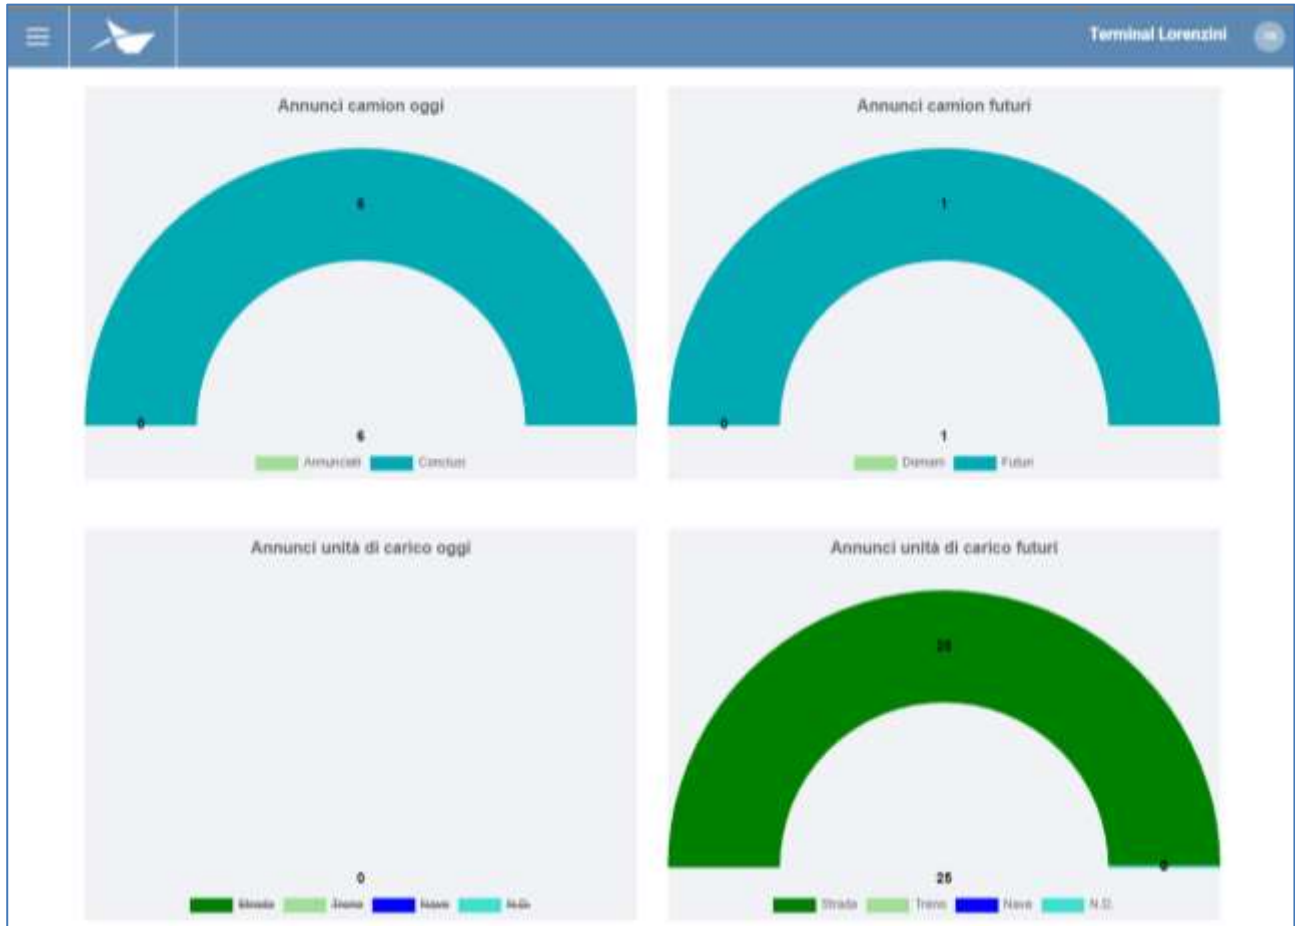 Terminal Lorenzini
Annunci camion oggi
6
0
6
Annunciati Conclusi
Annunci camion futuri
1
0
1
Domani Futuri
Annunci unità di carico oggi
0
Strada Treno Nave N.D.
Annunci unità di carico futuri
25
0
25
Strada Treno Nave N.D.